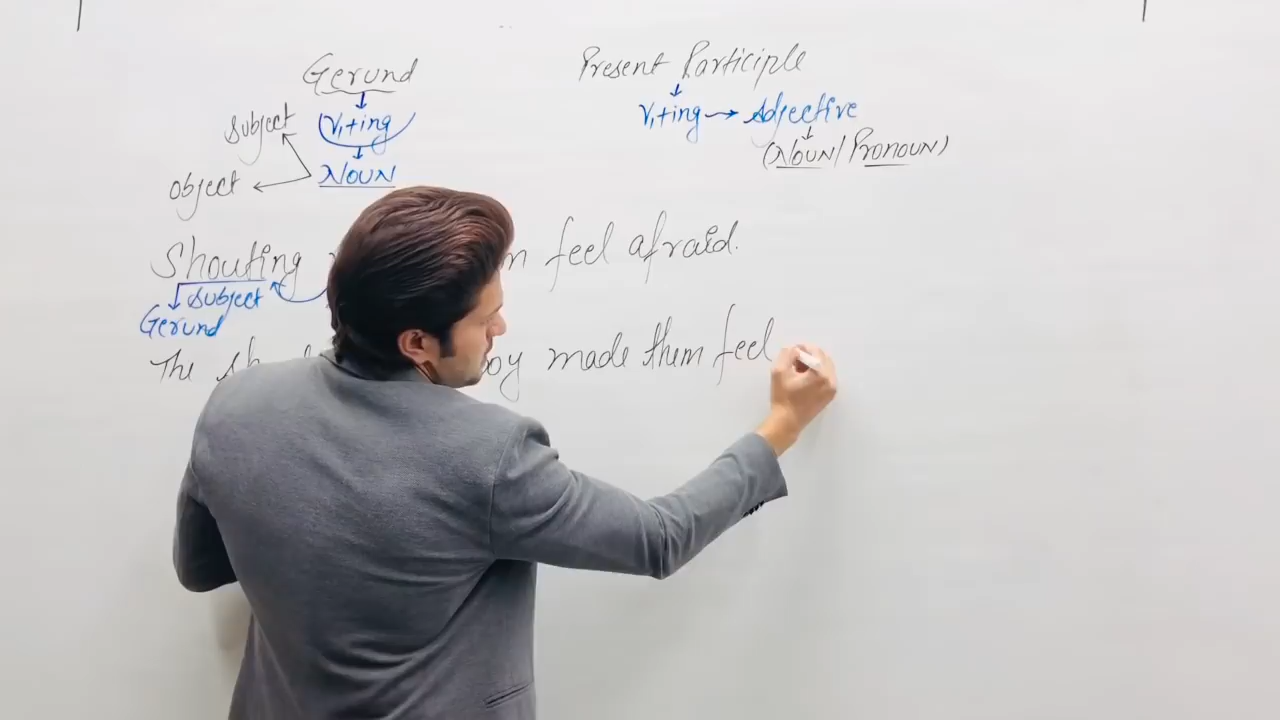 Gerund
Present Participle
Subject
V1+ing
V1+ing → Adjective
(Noun/Pronoun)
Object
Noun
Shouting feel afraid.
Subject
Gerund
The boy made them feel